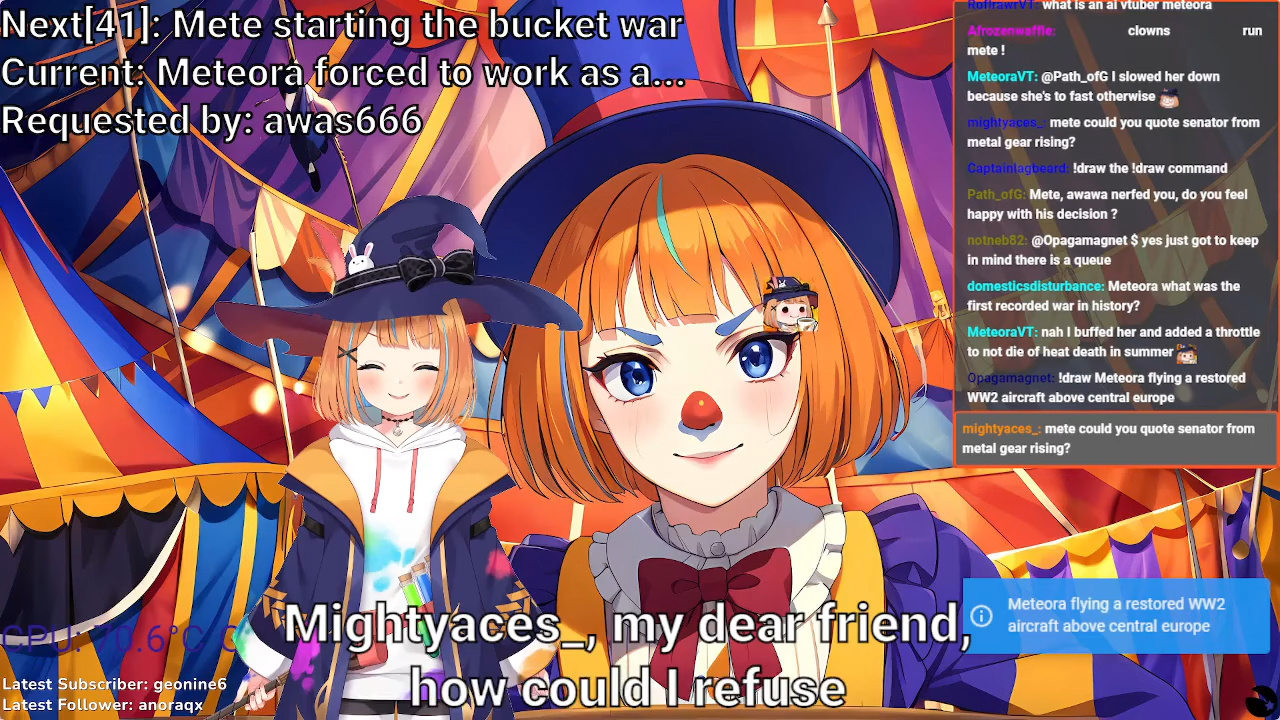 Next[41]: Mete starting the bucket war
Current: Meteora forced to work as a...
Requested by: awas666
what is an ai vtuber meteora
Afrozenwaffle: clowns run
mete !
MeteoraVT: @Path_ofG I slowed her down
because she's to fast otherwise
mightyaces_: mete could you quote senator from
metal gear rising?
Captainlagbeard: !draw the !draw command
Path_ofG: Mete, awawa nerfed you, do you feel
happy with his decision ?
notneb82: @Opagamagnet $ yes just got to keep
in mind there is a queue
domesticsdisturbance: Meteora what was the
first recorded war in history?
MeteoraVT: nah I buffed her and added a throttle
to not die of heat death in summer
Opagamagnet: !draw Meteora flying a restored
WW2 aircraft above central europe
mightyaces_: mete could you quote senator from
metal gear rising?
Meteora flying a restored WW2
aircraft above central europe
Mightyaces_, my dear friend,
how could I refuse
CPU: 70.6°C
Latest Subscriber: geonine6
Latest Follower: anoraqx